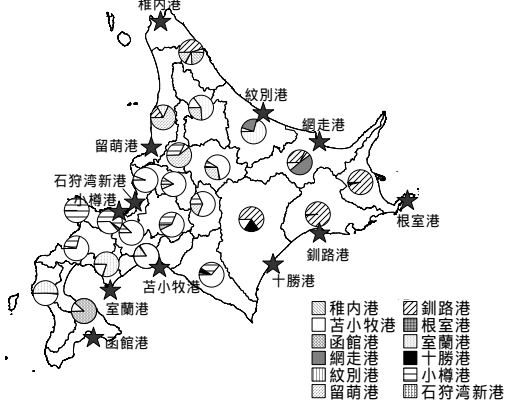 稚内港
紋別港
網走港
留萌港
石狩湾新港
小樽港
根室港
釧路港
苫小牧港
十勝港
室蘭港
函館港
稚内港 釧路港
苫小牧港 根室港
函館港 室蘭港
網走港 十勝港
紋別港 小樽港
留萌港 石狩湾新港